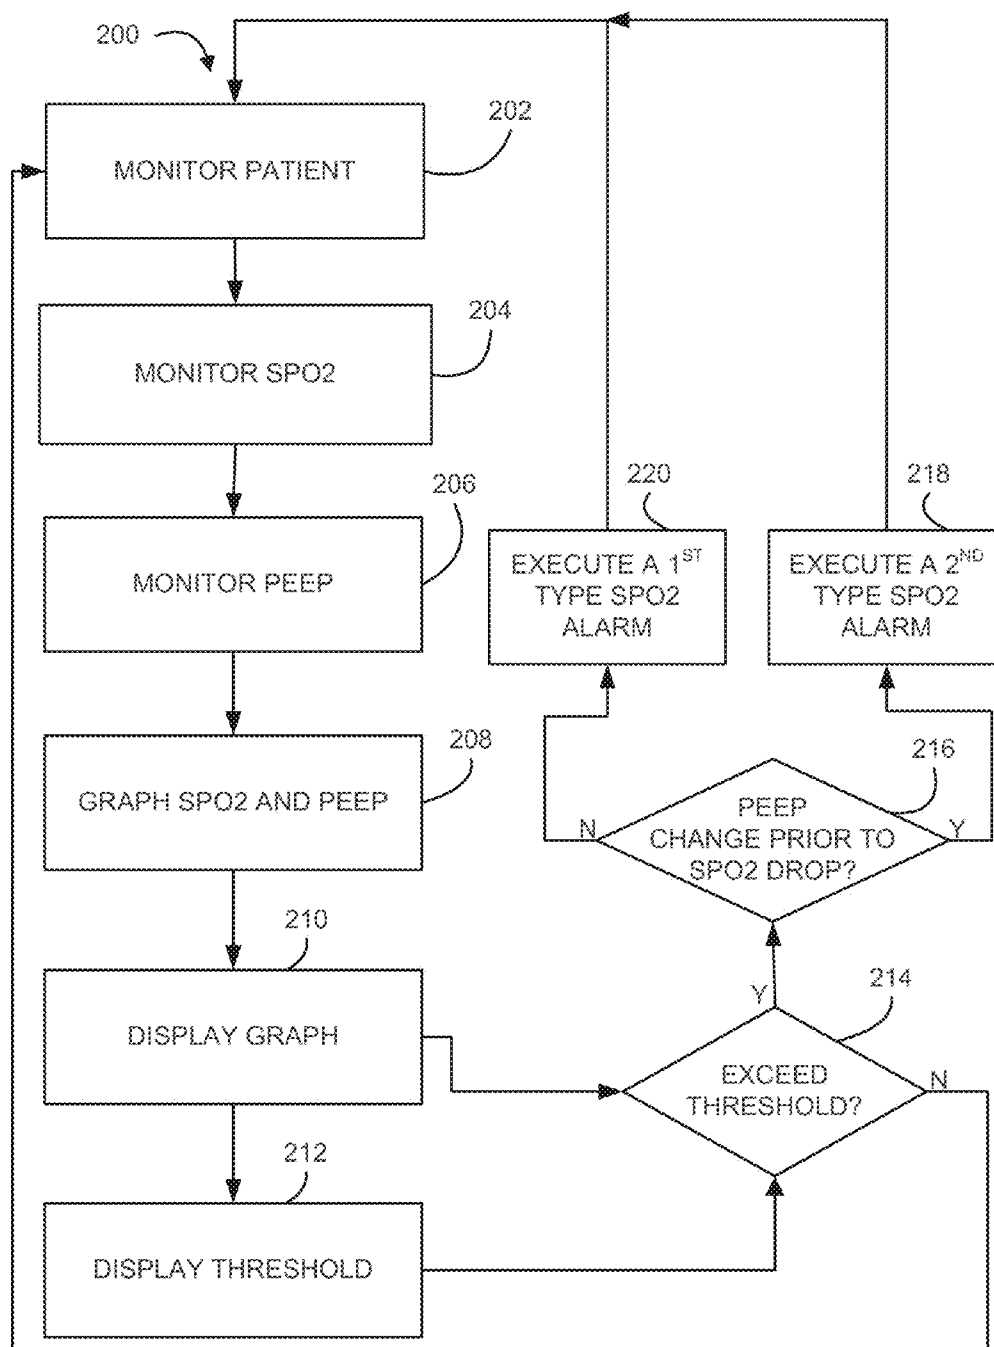 200
202
MONITOR PATIENT
204
MONITOR SPO2
206
MONITOR PEEP
208
GRAPH SPO2 AND PEEP
210
DISPLAY GRAPH
212
DISPLAY THRESHOLD
214
EXCEED
THRESHOLD?
Y
N
216
PEEP
CHANGE PRIOR TO
SPO2 DROP?
N
Y
220
EXECUTE A 1ST
TYPE SPO2
ALARM
218
EXECUTE A 2ND
TYPE SPO2
ALARM